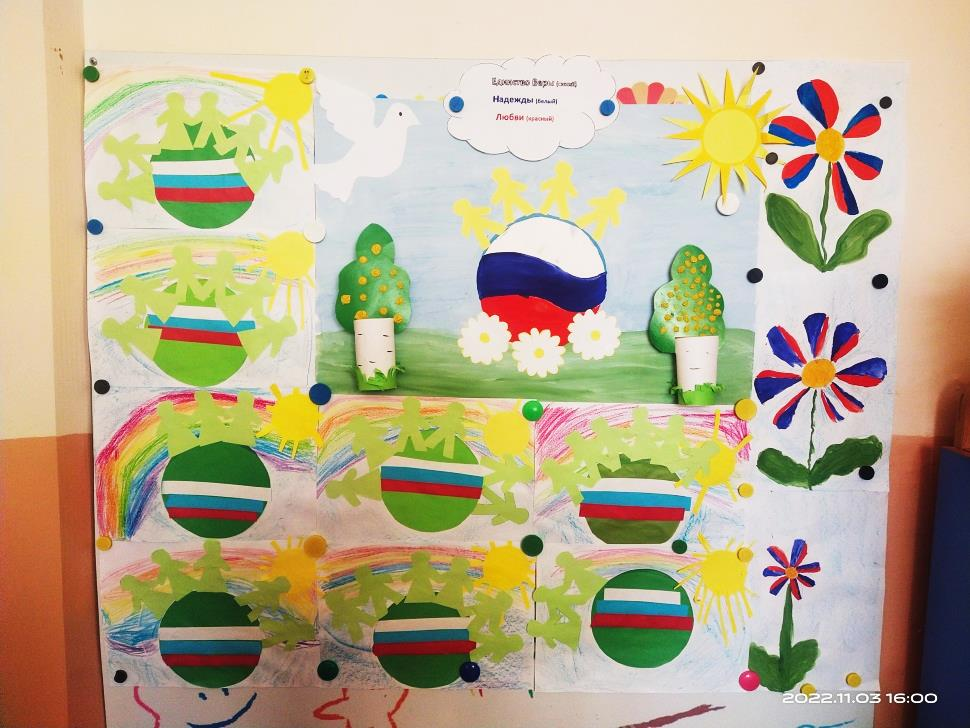 Единство Веры (синий)
Надежды (белый)
Любви (красный)
2022.11.03 16:00